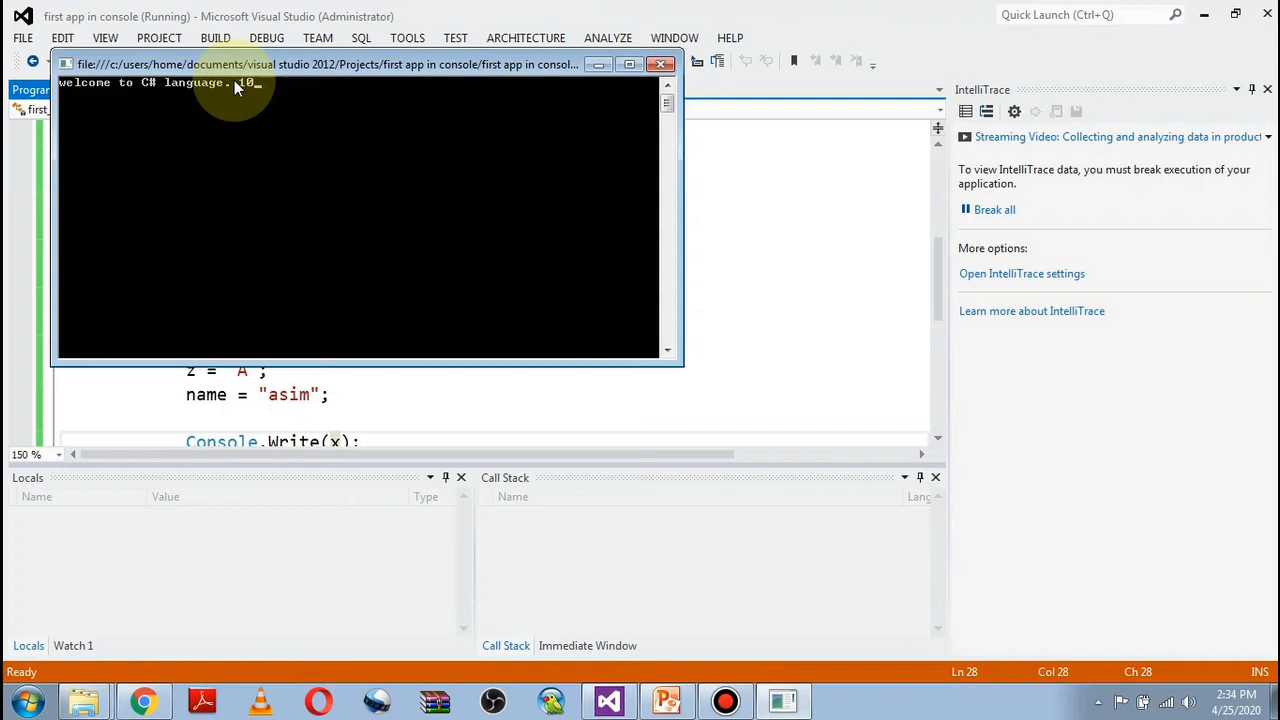 first app in console (Running) - Microsoft Visual Studio (Administrator)
Quick Launch (Ctrl+Q)
FILE EDIT VIEW PROJECT BUILD DEBUG TEAM SQL TOOLS TEST ARCHITECTURE ANALYZE WINDOW HELP
file:///c:/users/home/documents/visual studio 2012/Projects/first app in console/first app in consol...
welcome to C# language. 10_
Progran
first_
IntelliTrace
Streaming Video: Collecting and analyzing data in product
To view IntelliTrace data, you must break execution of your
application.
Break all
More options:
Open IntelliTrace settings
Learn more about IntelliTrace
z = 'A';
name = "asim";
Console.Write(x);
150 %
Locals
Name Value Type
Call Stack
Name Lang
Locals Watch 1
Call Stack Immediate Window
Ready
Ln 28 Col 28 Ch 28 INS
2:34 PM
4/25/2020